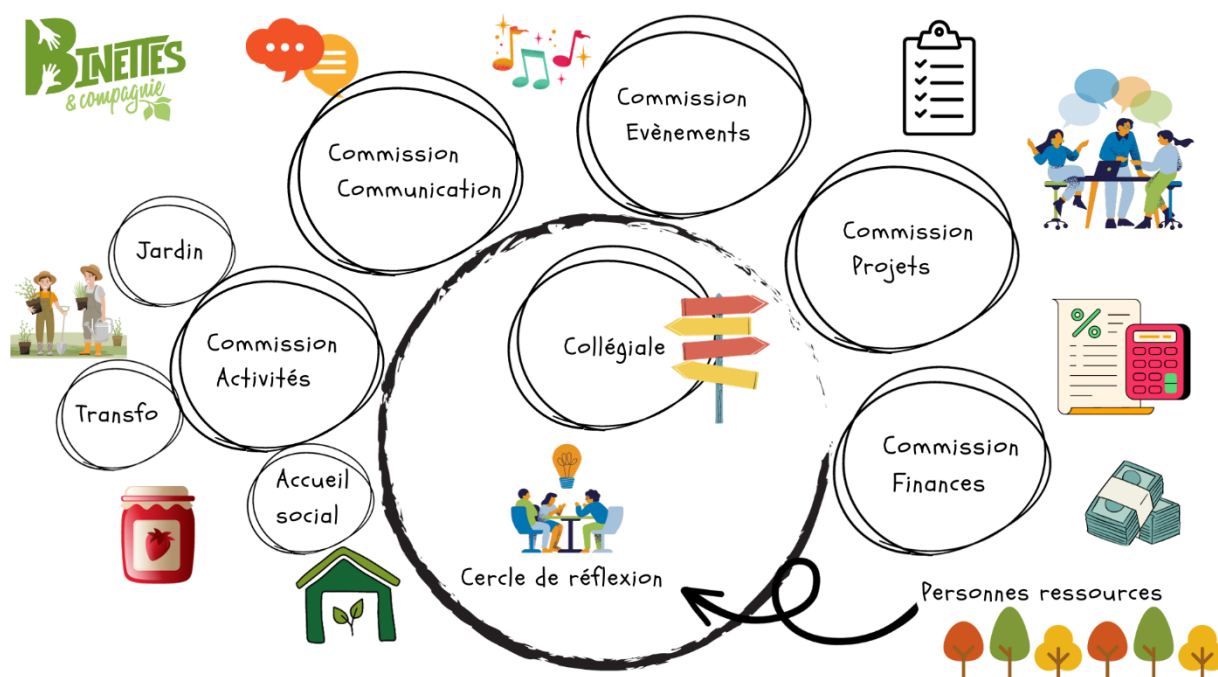 BINETTES
& compagnie
Commission
Evènements
Commission
Communication
Commission
Projets
Jardin
Commission
Activités
Collégiale
Transfo
Accueil
social
Commission
Finances
Cercle de réflexion
Personnes ressources
%